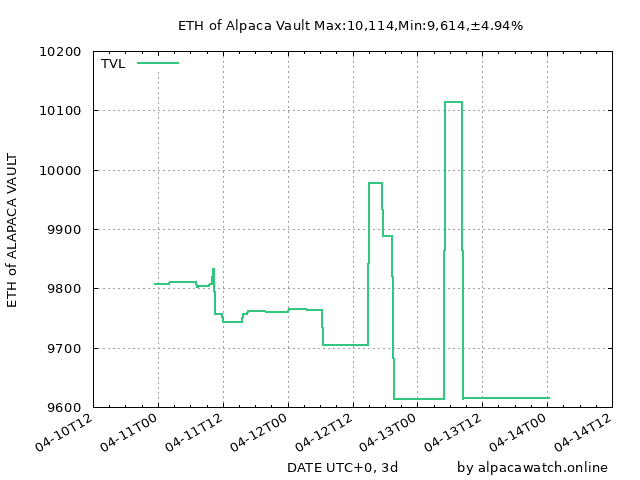 ETH of Alpaca Vault Max:10,114,Min:9,614,±4.94%
TVL
10200
10100
10000
9900
9800
9700
9600
ETH of ALAPACA VAULT
04-10T12
04-11T00
04-11T12
04-12T00
04-12T12
04-13T00
04-13T12
04-14T00
04-14T12
DATE UTC+0, 3d
by alpacawatch.online